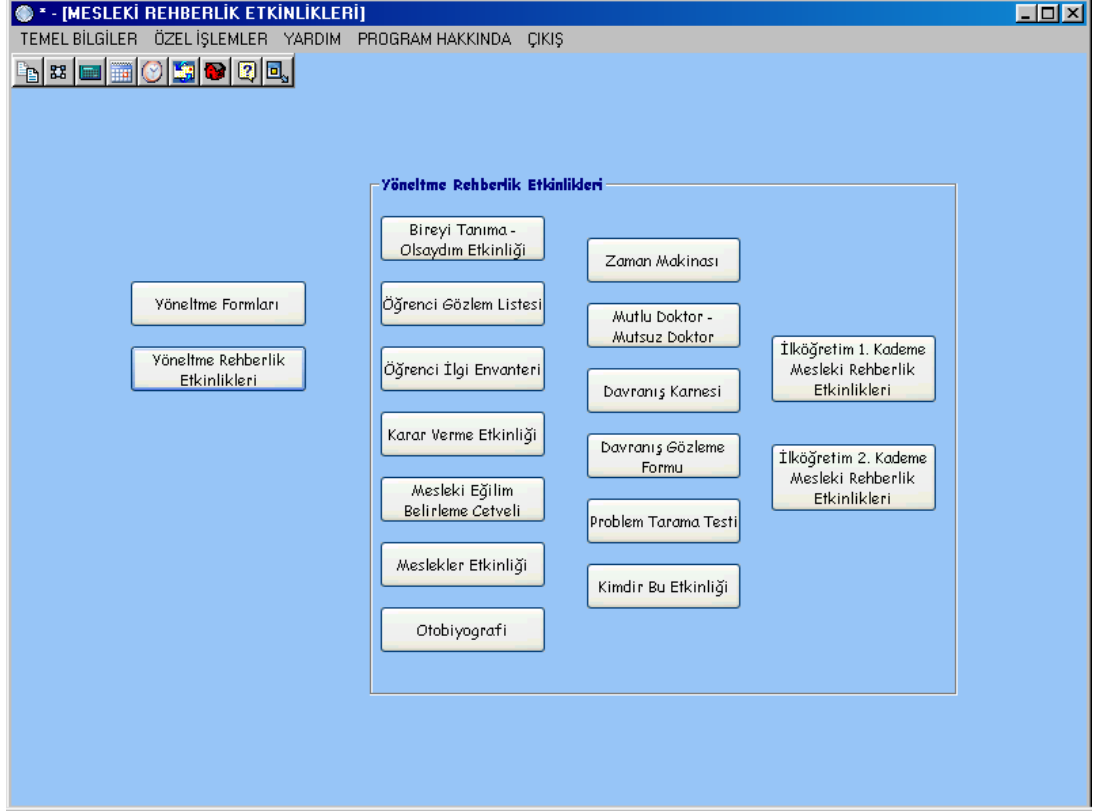 * - [MESLEKİ REHBERLİK ETKİNLİKLERİ]
TEMEL BİLGİLER ÖZEL İŞLEMLER YARDIM PROGRAM HAKKINDA ÇIKIŞ
Yöneltme Formları
Yöneltme Rehberlik
Etkinlikleri
Yöneltme Rehberlik Etkinlikleri
Bireyi Tanıma -
Olsaydım Etkinliği
Öğrenci Gözlem Listesi
Öğrenci İlgi Envanteri
Karar Verme Etkinliği
Mesleki Eğilim
Belirleme Cetveli
Meslekler Etkinliği
Otobiyografi
Zaman Makinası
Mutlu Doktor -
Mutsuz Doktor
Davranış Karnesi
Davranış Gözleme
Formu
Problem Tarama Testi
Kimdir Bu Etkinliği
İlköğretim 1. Kademe
Mesleki Rehberlik
Etkinlikleri
İlköğretim 2. Kademe
Mesleki Rehberlik
Etkinlikleri